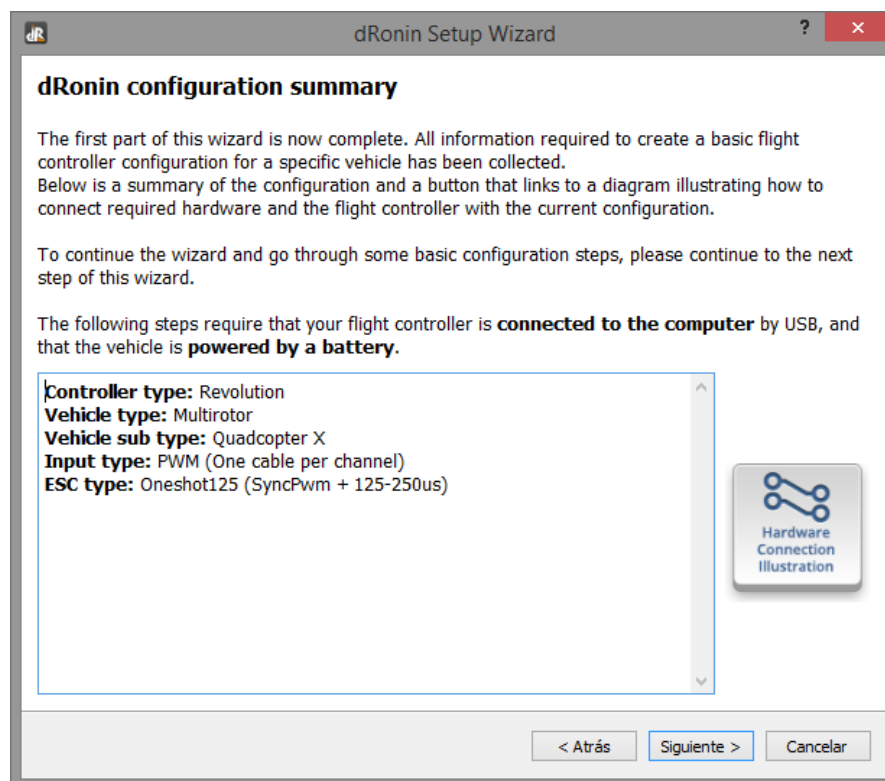 dR
dRonin Setup Wizard
?
×
dRonin configuration summary
The first part of this wizard is now complete. All information required to create a basic flight
controller configuration for a specific vehicle has been collected.
Below is a summary of the configuration and a button that links to a diagram illustrating how to
connect required hardware and the flight controller with the current configuration.
To continue the wizard and go through some basic configuration steps, please continue to the next
step of this wizard.
The following steps require that your flight controller is connected to the computer by USB, and
that the vehicle is powered by a battery.
Controller type: Revolution
Vehicle type: Multirotor
Vehicle sub type: Quadcopter X
Input type: PWM (One cable per channel)
ESC type: Oneshot125 (SyncPwm + 125-250us)
Hardware
Connection
Illustration
< Atrás
Siguiente >
Cancelar